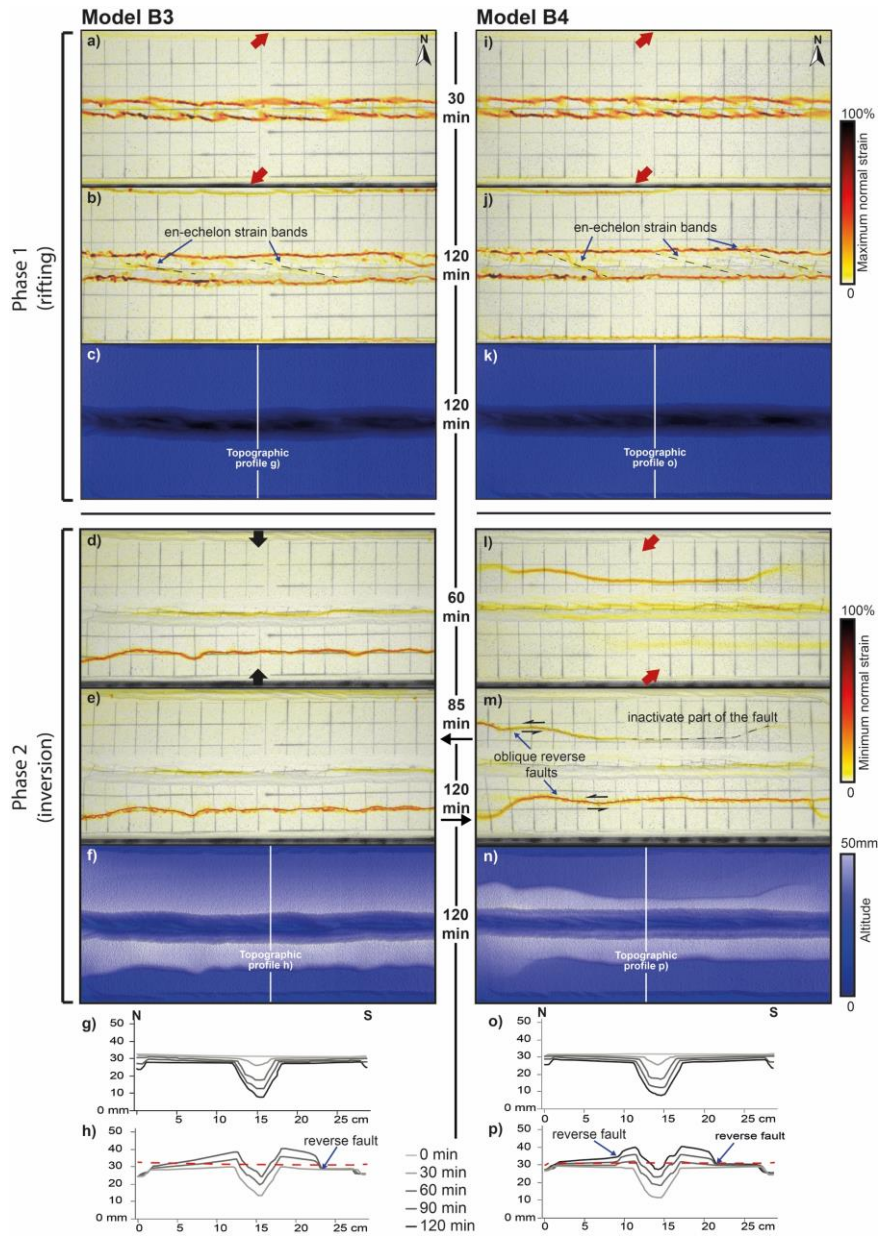 Model B3
Model B4
Phase 1
(rifting)
a)
N
30
min
i)
N
b)
en-echelon strain bands
120
min
j)
en-echelon strain bands
100%
Maximum normal strain
0
c)
Topographic
profile g)
120
min
k)
Topographic
profile o)
Phase 2
(inversion)
d)
60
min
l)
e)
85
min
120
min
m)
inactivate part of the fault
oblique reverse
faults
100%
Minimum normal strain
0
f)
Topographic
profile h)
120
min
n)
Topographic
profile p)
50mm
Altitude
0
N
S
g)
50
40
30
20
10
0 mm
5
10
15
20
25 cm
h)
50
40
30
20
10
0 mm
reverse fault
0
5
10
15
20
25 cm
0 min
30 min
60 min
90 min
120 min
N
S
o)
50
40
30
20
10
0 mm
5
10
15
20
25 cm
p)
50
40
30
20
10
0 mm
reverse fault
reverse fault
0
5
10
15
20
25 cm